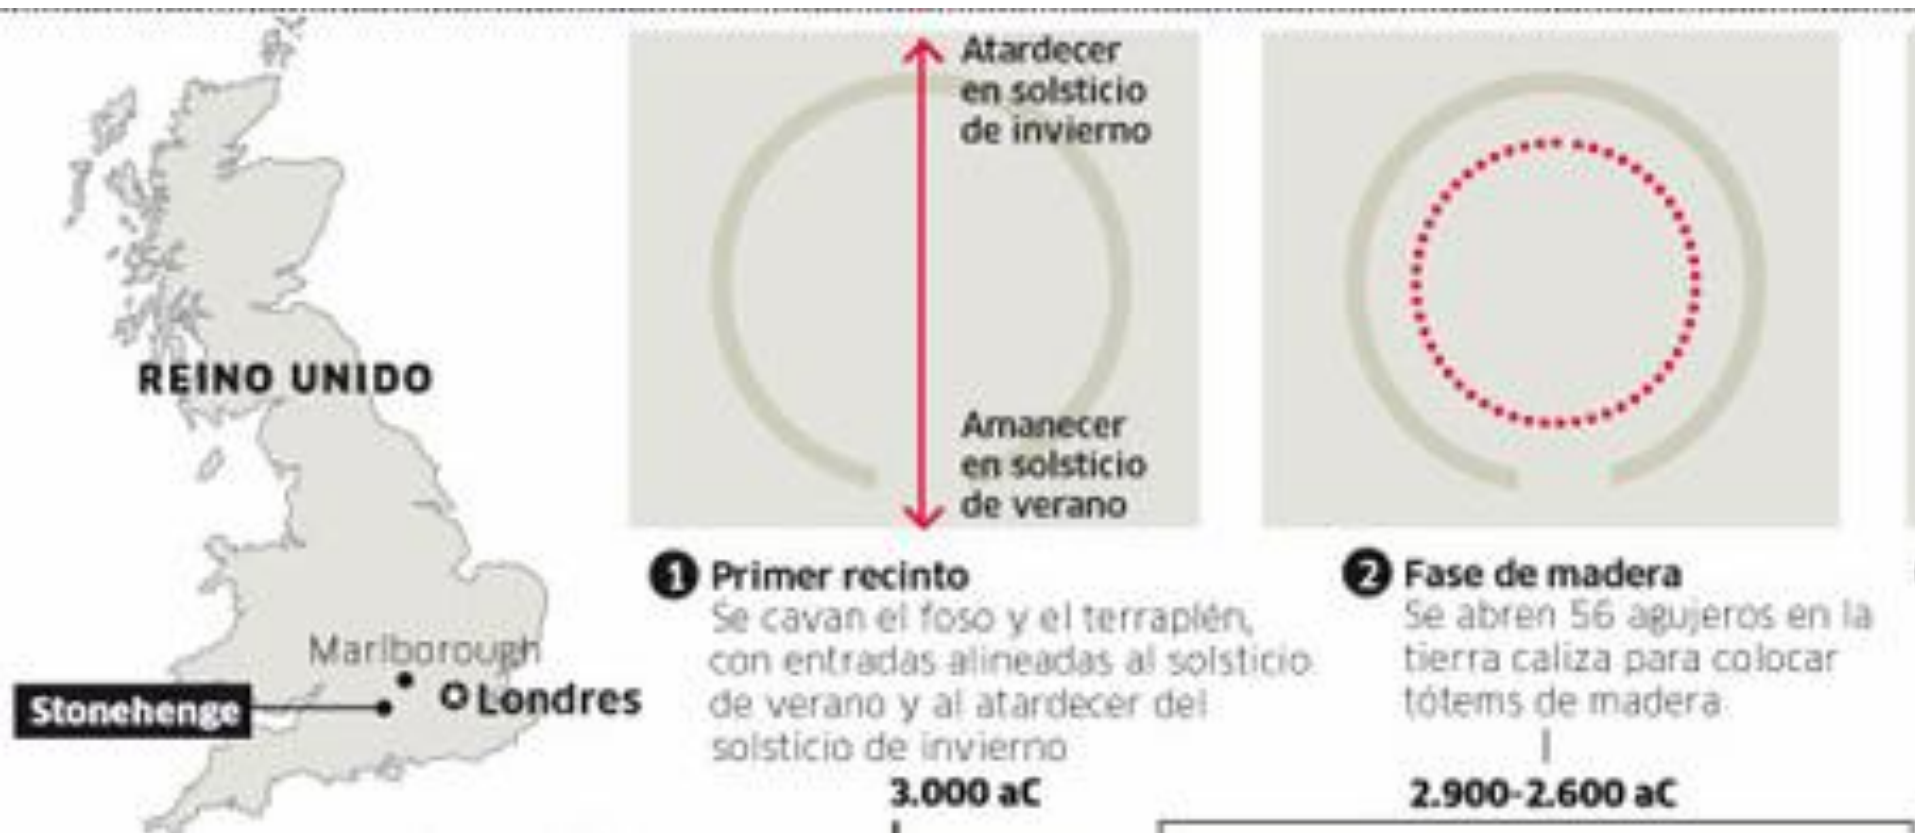 REINO UNIDO
Marlborough
Stonehenge
Londres
Atardecer
en solsticio
de invierno
Amanecer
en solsticio
de verano
1 Primer recinto
Se cavan el foso y el terraplén,
con entradas alineadas al solsticio
de verano y al atardecer del
solsticio de invierno
3.000 aC
2 Fase de madera
Se abren 56 agujeros en la
tierra caliza para colocar
tótems de madera
2.900-2.600 aC